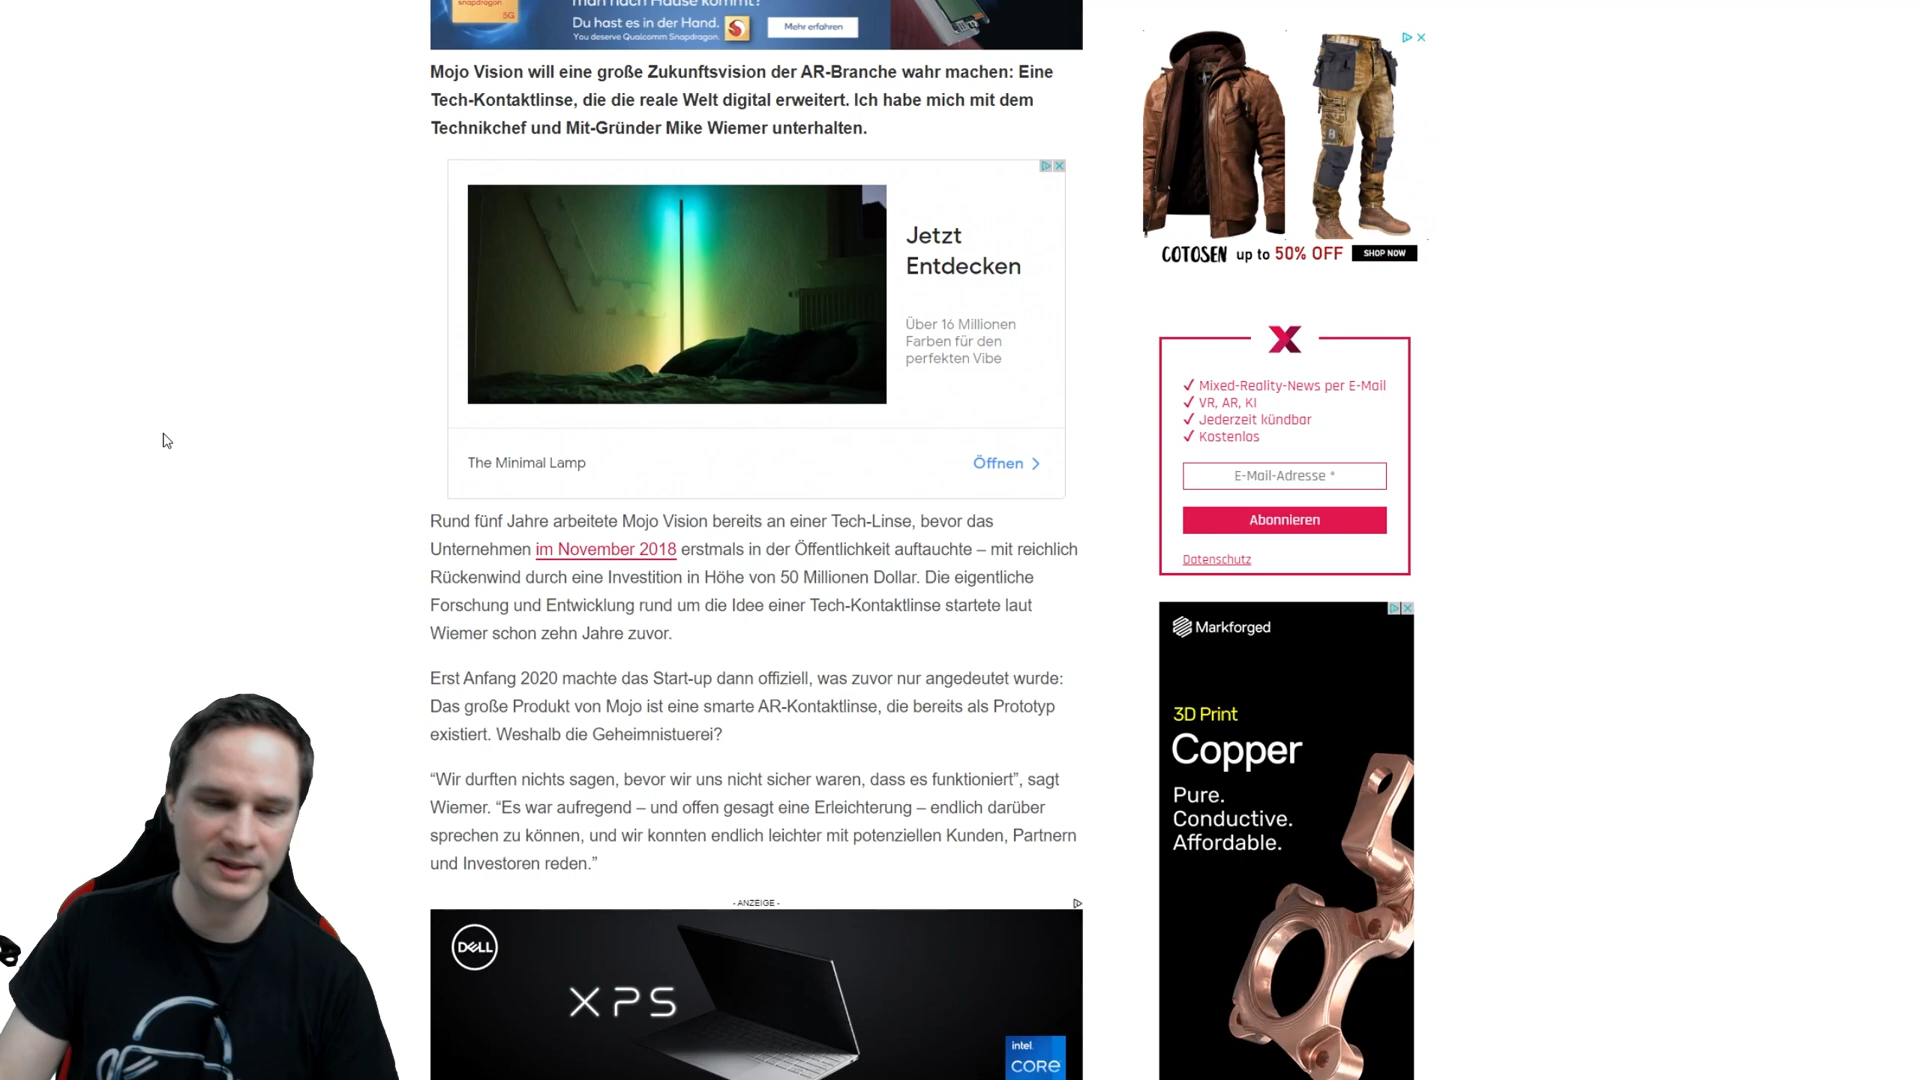 snapdragon
5G
man nach Hause kommt?
Du hast es in der Hand.
You deserve Qualcomm Snapdragon.
Mehr erfahren
Mojo Vision will eine große Zukunftsvision der AR-Branche wahr machen: Eine
Tech-Kontaktlinse, die die reale Welt digital erweitert. Ich habe mich mit dem
Technikchef und Mit-Gründer Mike Wiemer unterhalten.
Jetzt
Entdecken
Über 16 Millionen
Farben für den
perfekten Vibe
The Minimal Lamp
Öffnen
Rund fünf Jahre arbeitete Mojo Vision bereits an einer Tech-Linse, bevor das
Unternehmen im November 2018 erstmals in der Öffentlichkeit auftauchte – mit reichlich
Rückenwind durch eine Investition in Höhe von 50 Millionen Dollar. Die eigentliche
Forschung und Entwicklung rund um die Idee einer Tech-Kontaktlinse startete laut
Wiemer schon zehn Jahre zuvor.
Erst Anfang 2020 machte das Start-up dann offiziell, was zuvor nur angedeutet wurde:
Das große Produkt von Mojo ist eine smarte AR-Kontaktlinse, die bereits als Prototyp
existiert. Weshalb die Geheimnistuerei?
“Wir durften nichts sagen, bevor wir uns nicht sicher waren, dass es funktioniert”, sagt
Wiemer. “Es war aufregend – und offen gesagt eine Erleichterung – endlich darüber
sprechen zu können, und wir konnten endlich leichter mit potenziellen Kunden, Partnern
und Investoren reden.”
- ANZEIGE -
DELL
XPS
intel.
CORE
COTOSEN up to 50% OFF SHOP NOW
X
✓ Mixed-Reality-News per E-Mail
✓ VR, AR, KI
✓ Jederzeit kündbar
✓ Kostenlos
E-Mail-Adresse *
Abonnieren
Datenschutz
Markforged
3D Print
Copper
Pure.
Conductive.
Affordable.